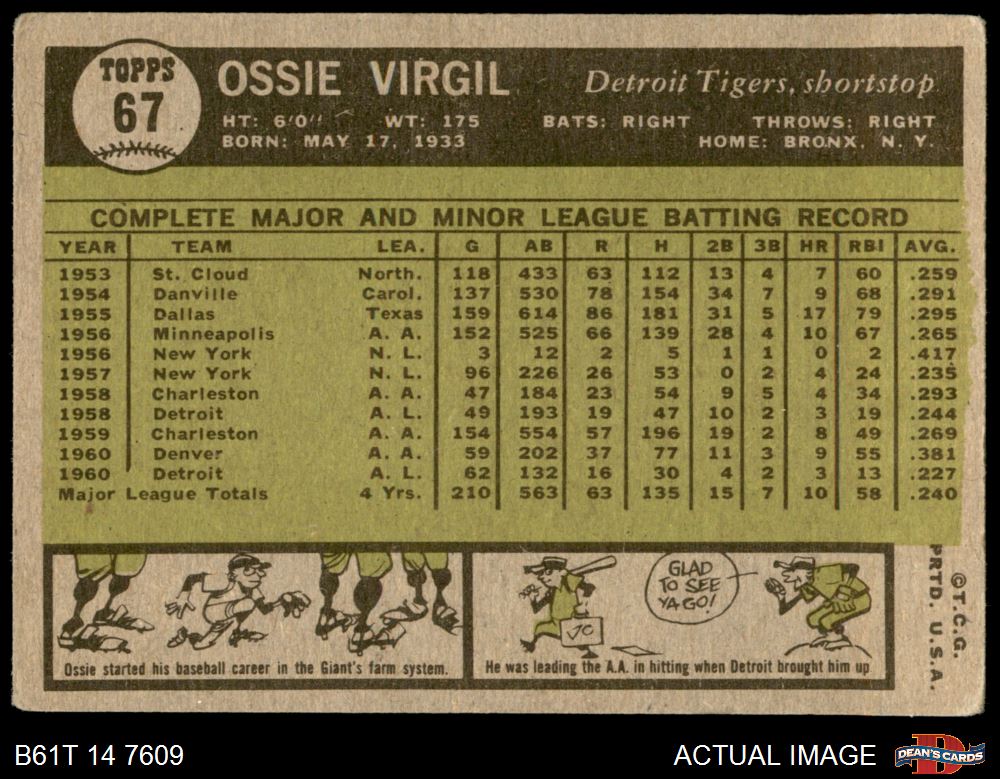 TOPPS
67
OSSIE VIRGIL Detroit Tigers, shortstop
HT: 6'0" WT: 175 BATS: RIGHT THROWS: RIGHT
BORN: MAY 17, 1933 HOME: BRONX, N. Y.
COMPLETE MAJOR AND MINOR LEAGUE BATTING RECORD
YEAR TEAM LEA. G AB R H 2B 3B HR RBI AVG.
1953 St. Cloud North. 118 433 63 112 13 4 7 60 .259
1954 Danville Carol. 137 530 78 154 34 7 9 68 .291
1955 Dallas Texas 159 614 86 181 31 5 17 79 .295
1956 Minneapolis A. A. 152 525 66 139 28 4 10 67 .265
1956 New York N. L. 3 12 2 5 1 1 0 2 .417
1957 New York N. L. 96 226 26 53 0 2 4 24 .235
1958 Charleston A. A. 47 184 23 54 9 5 4 34 .293
1958 Detroit A. L. 49 193 19 47 10 2 3 19 .244
1959 Charleston A. A. 154 554 57 196 19 2 8 49 .269
1960 Denver A. A. 59 202 37 77 11 3 9 55 .381
1960 Detroit A. L. 62 132 16 30 4 2 3 13 .227
Major League Totals 4 Yrs. 210 563 63 135 15 7 10 58 .240
GLAD
TO SEE
YA GO!
JC
Ossie started his baseball career in the Giant's farm system.
He was leading the A.A. in hitting when Detroit brought him up
©T.C.G.
PRTD. U.S.A.
B61T 14 7609
ACTUAL IMAGE
DEAN'S CARDS